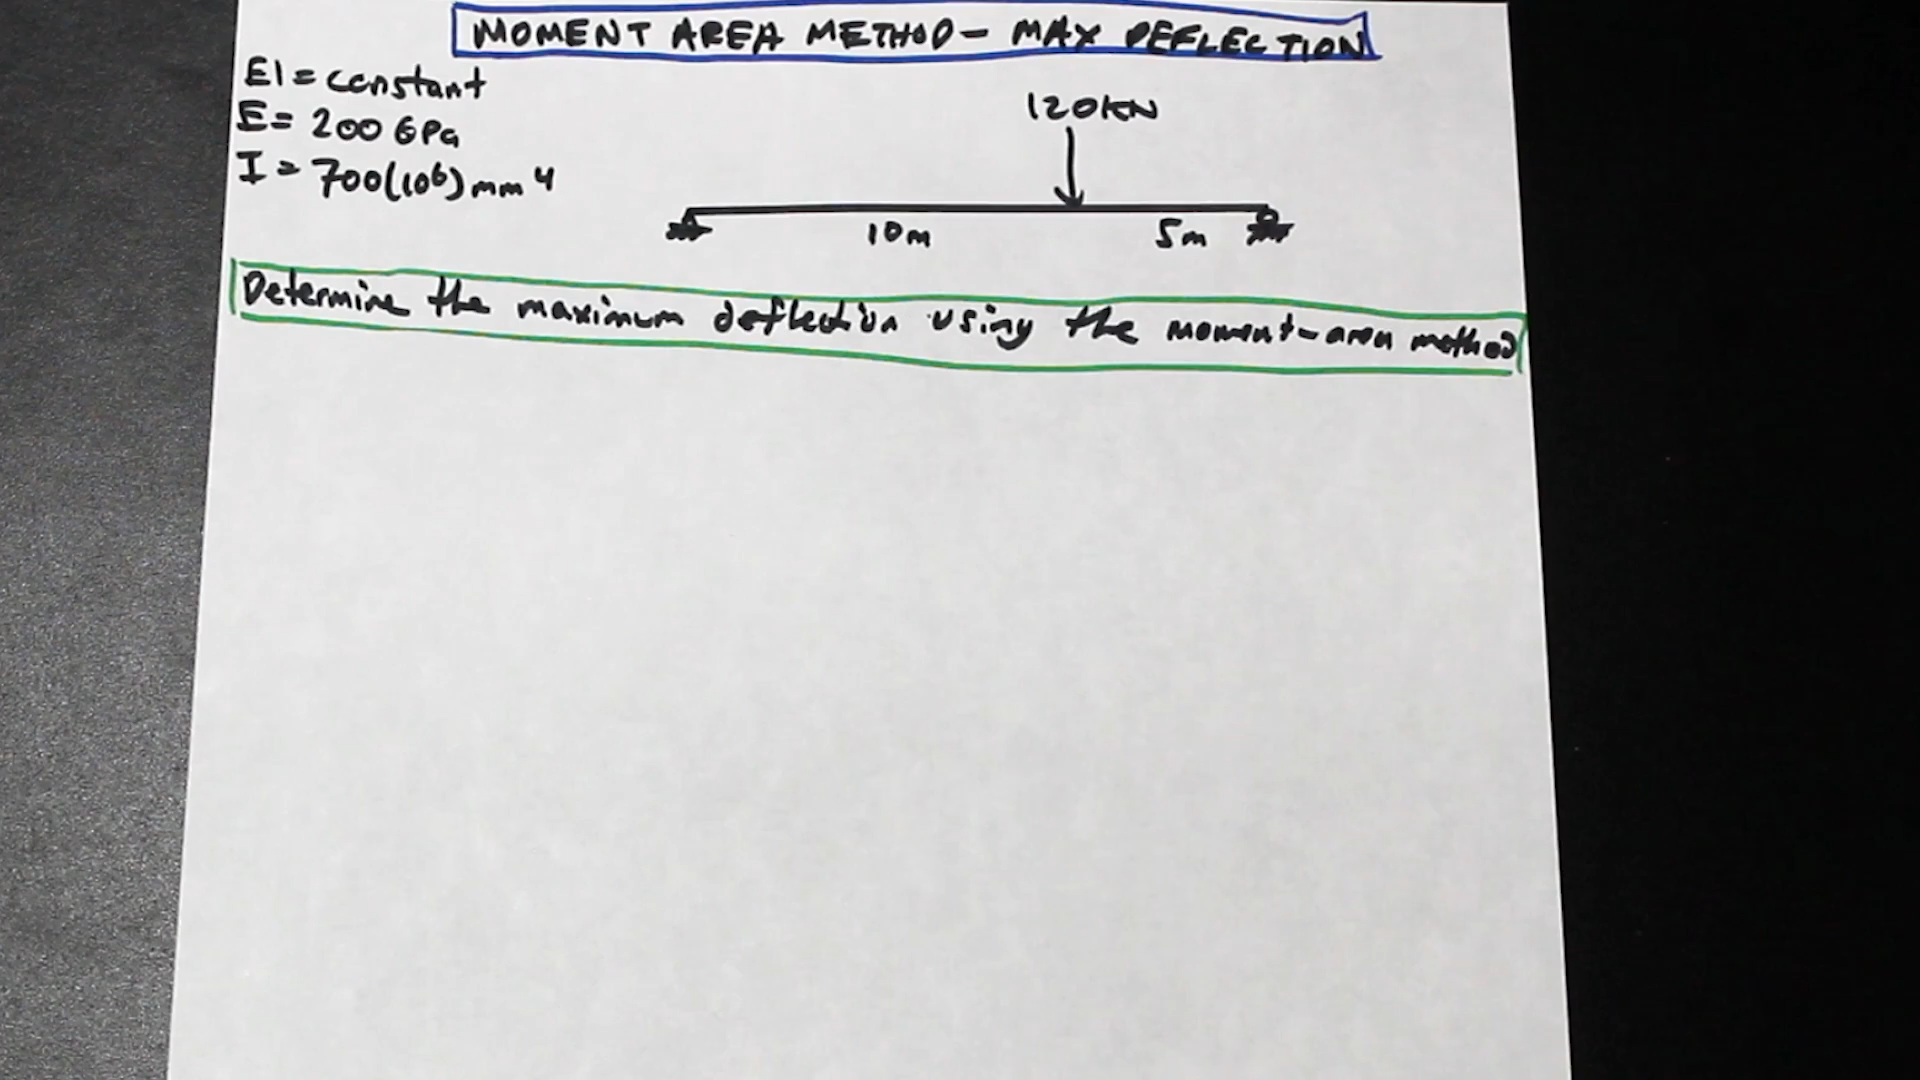 MOMENT AREA METHOD - MAX DEFLECTION
EI = constant
E = 200 GPa
I = 700(10⁶) mm⁴
120KN
10m
5m
Determine the maximum deflection using the moment-area method